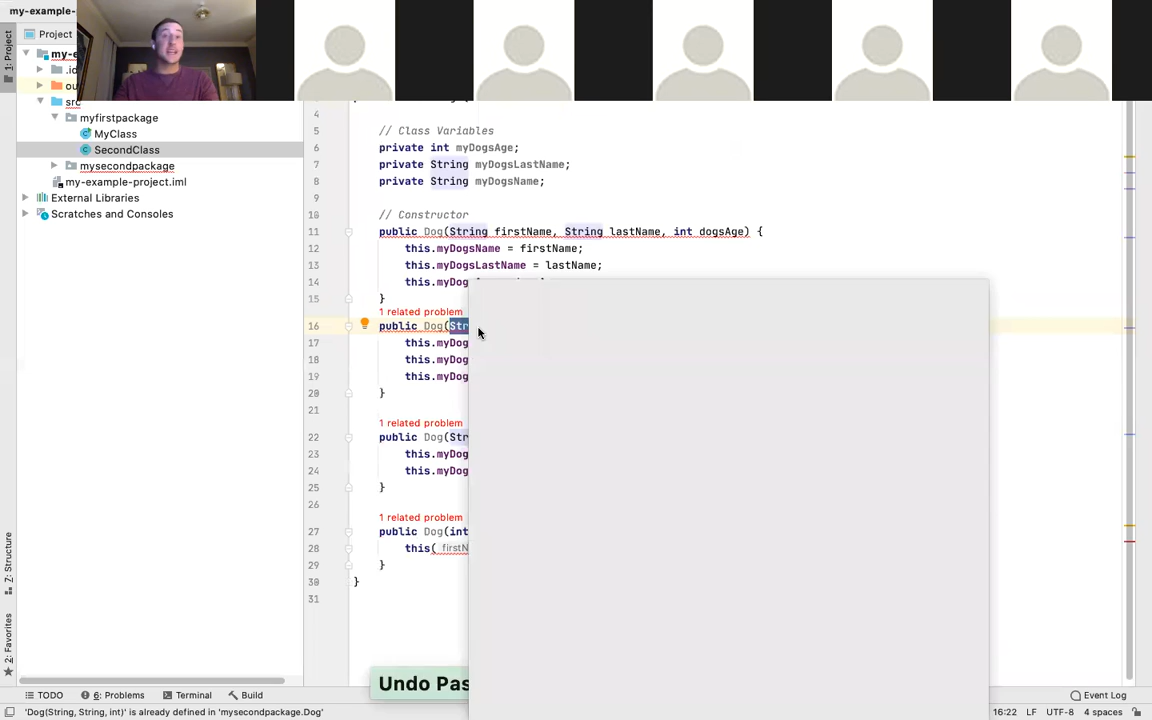 my-example-
Project
1: Project
my-e
.id
ou
src
myfirstpackage
MyClass
SecondClass
mysecondpackage
my-example-project.iml
External Libraries
Scratches and Consoles
4
5 // Class Variables
6 private int myDogsAge;
7 private String myDogsLastName;
8 private String myDogsName;
9
10 // Constructor
11 public Dog(String firstName, String lastName, int dogsAge) {
12 this.myDogsName = firstName;
13 this.myDogsLastName = lastName;
14 this.myDog
15 }
1 related problem
16 public Dog(Str
17 this.myDog
18 this.myDog
19 this.myDog
20 }
21
1 related problem
22 public Dog(Str
23 this.myDog
24 this.myDog
25 }
26
1 related problem
27 public Dog(int
28 this( firstN
29 }
30 }
31
7: Structure
2: Favorites
Undo Pas
TODO 6: Problems Terminal Build Event Log
'Dog(String, String, int)' is already defined in 'mysecondpackage.Dog' 16:22 LF UTF-8 4 spaces